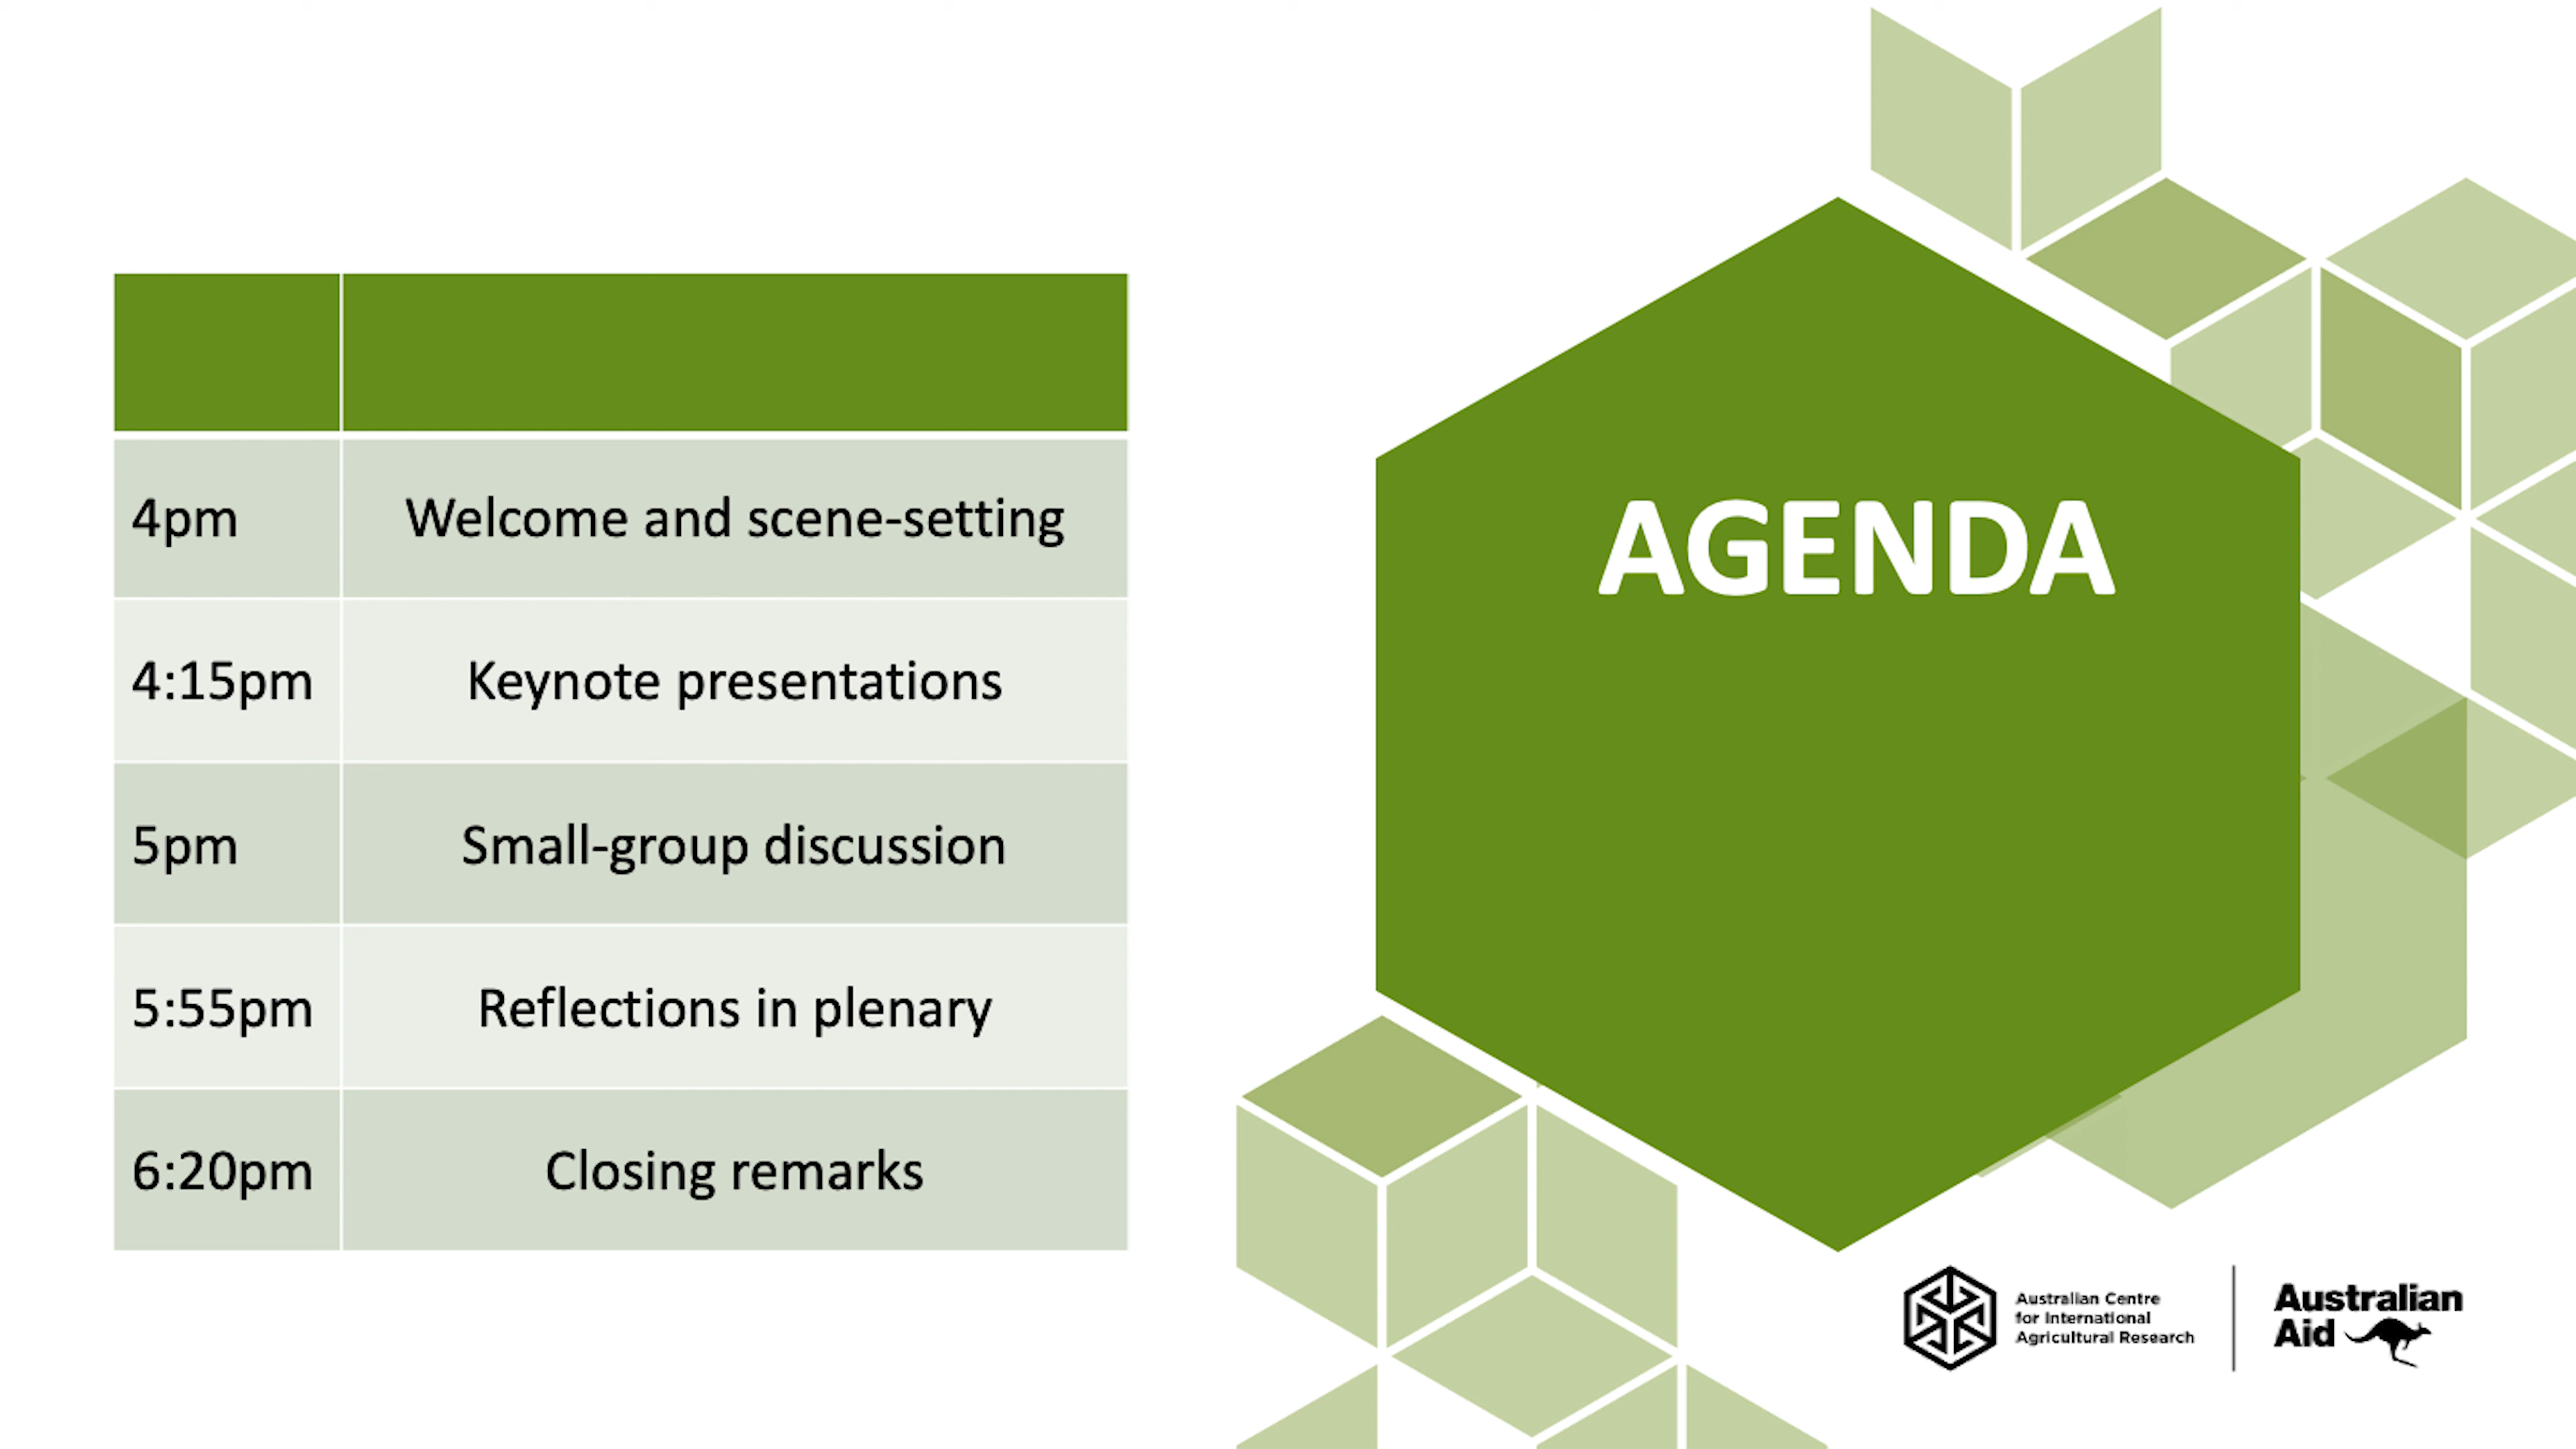 AGENDA
4pm Welcome and scene-setting
4:15pm Keynote presentations
5pm Small-group discussion
5:55pm Reflections in plenary
6:20pm Closing remarks
Australian Centre
for International
Agricultural Research
Australian
Aid